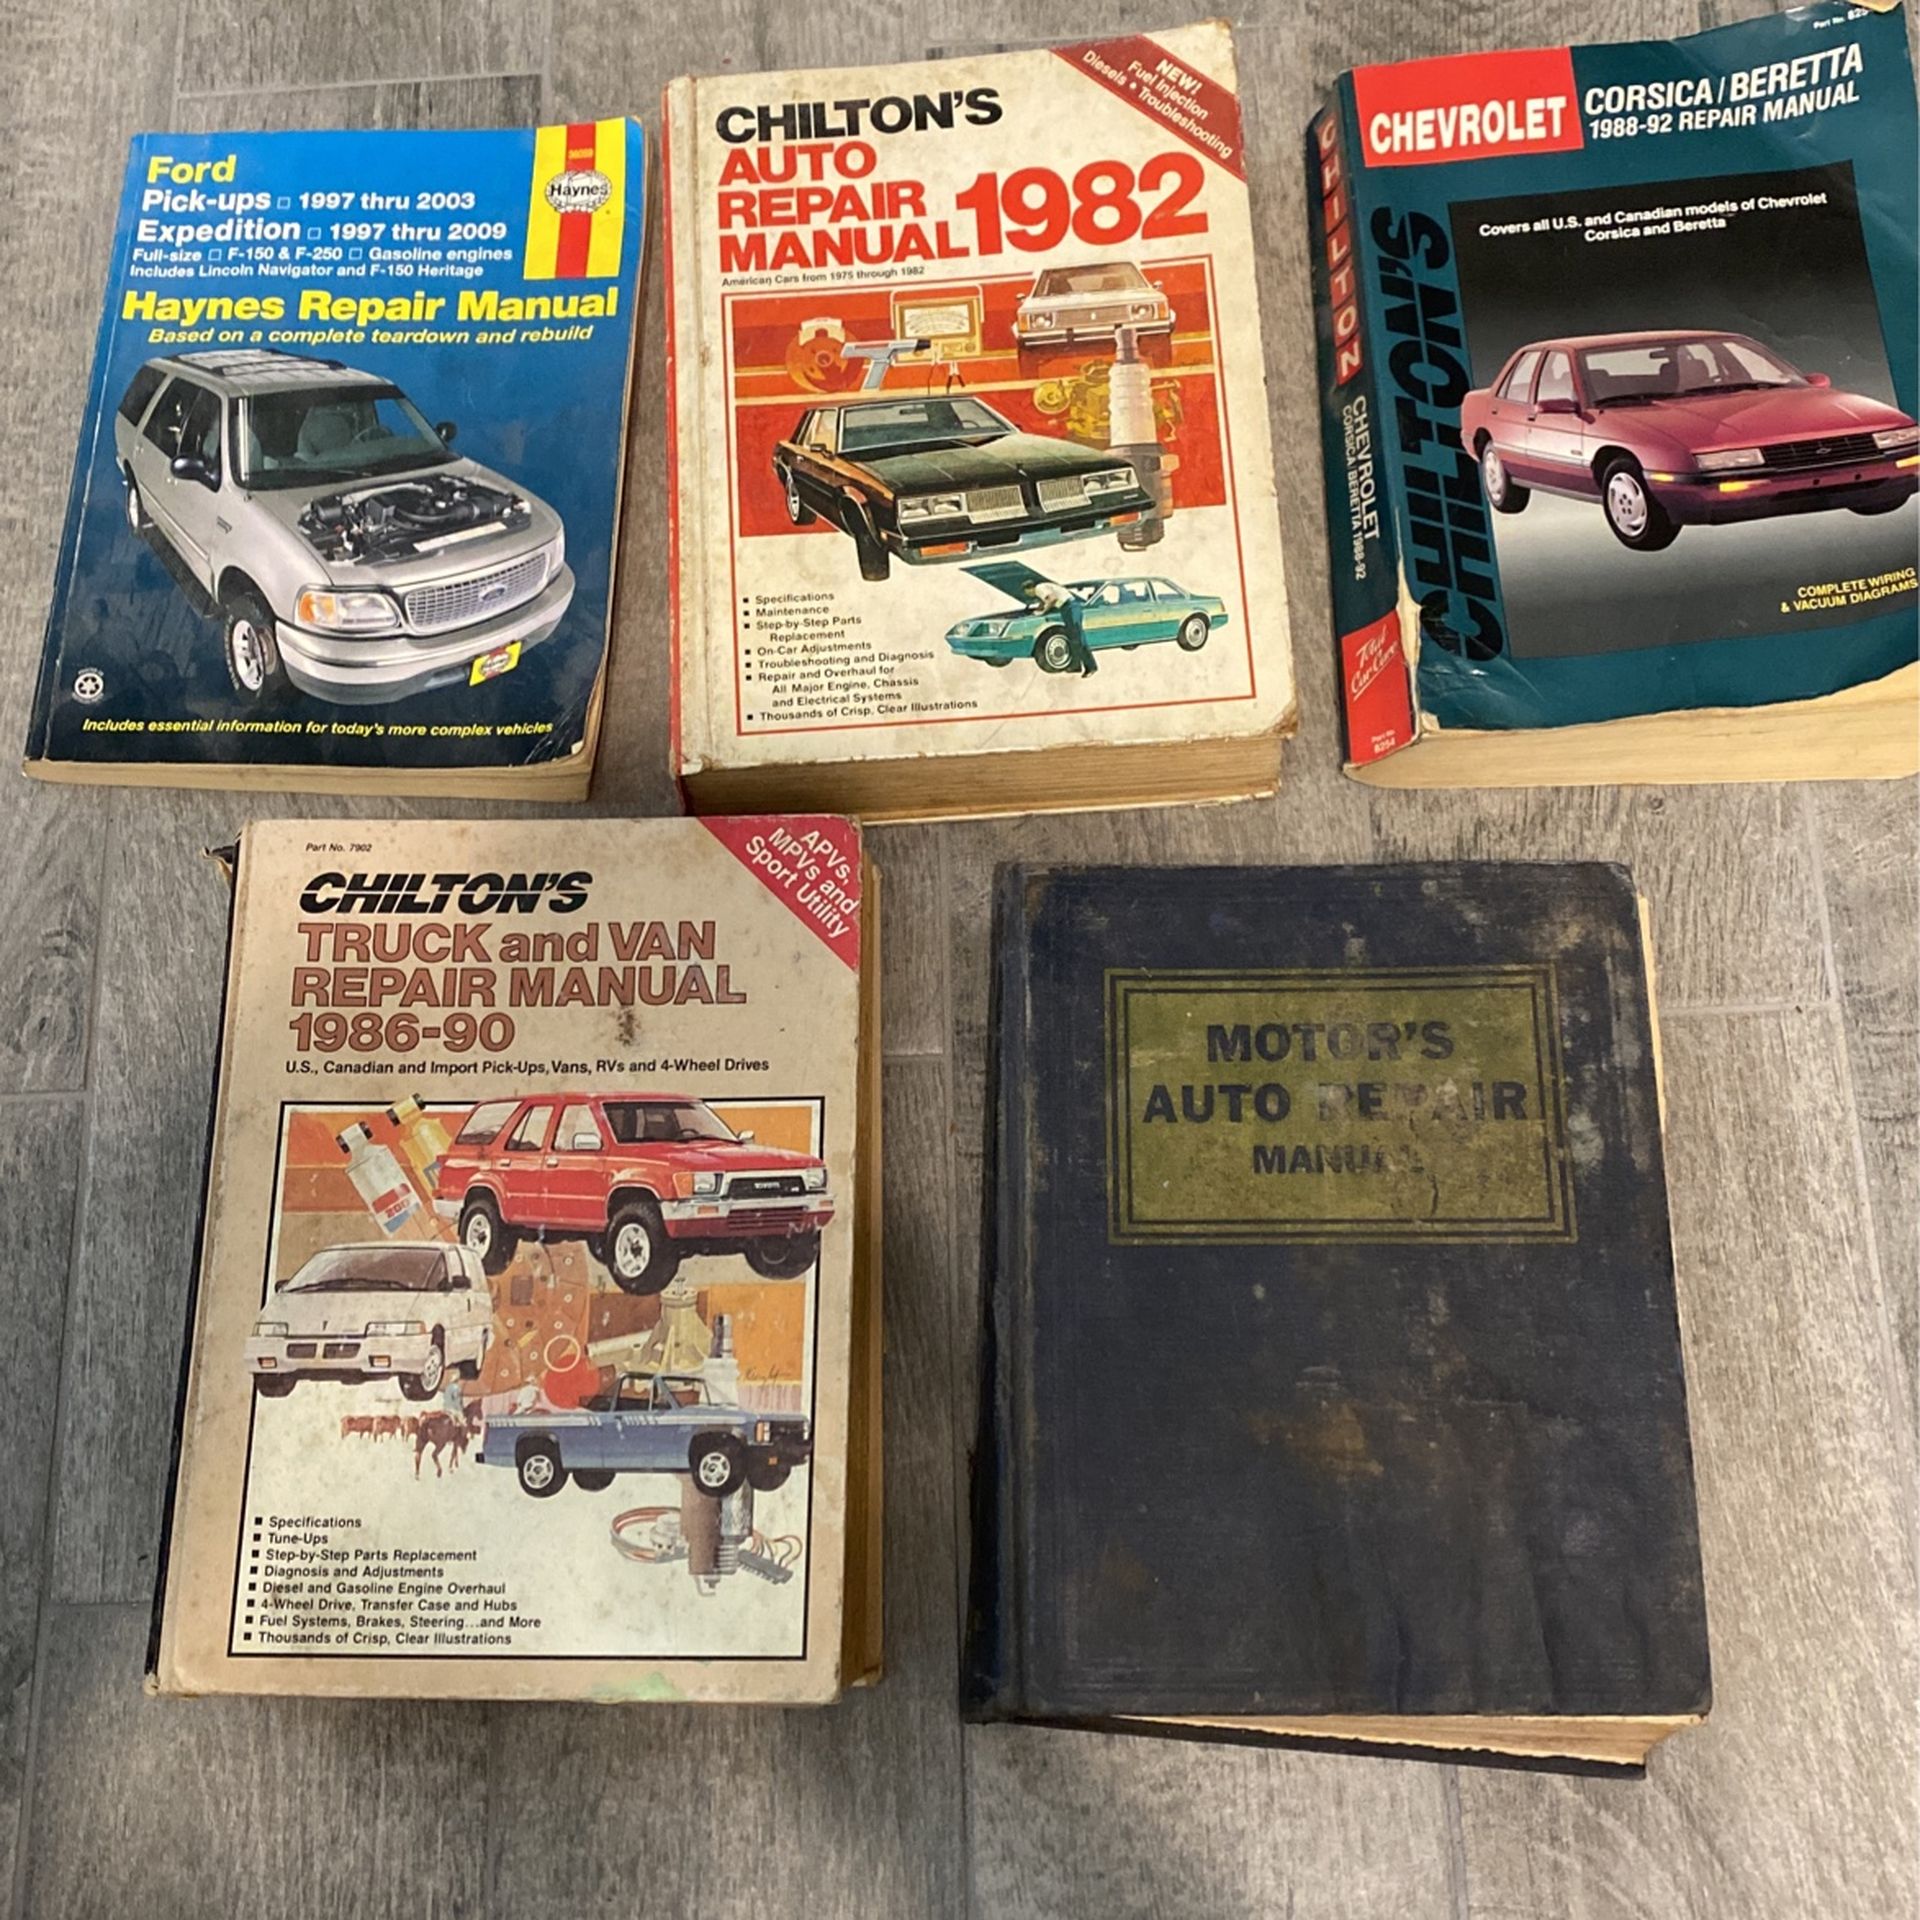 Ford
Pick-ups □ 1997 thru 2003
Expedition □ 1997 thru 2009
Full-size □ F-150 & F-250 □ Gasoline engines
Includes Lincoln Navigator and F-150 Heritage
Haynes Repair Manual
Based on a complete teardown and rebuild
Haynes
Includes essential information for today's more complex vehicles
CHILTON'S
AUTO
REPAIR
MANUAL 1982
American Cars from 1975 through 1982
NEW!
Fuel Injection
Diesels • Troubleshooting
■ Specifications
■ Maintenance
■ Step-by-Step Parts
Replacement
■ On-Car Adjustments
■ Troubleshooting and Diagnosis
■ Repair and Overhaul for
All Major Engine, Chassis
and Electrical Systems
■ Thousands of Crisp, Clear Illustrations
CHEVROLET
CORSICA/BERETTA
1988-92 REPAIR MANUAL
Part No.
Covers all U.S. and Canadian models of Chevrolet
Corsica and Beretta
CHILTON'S
COMPLETE WIRING
& VACUUM DIAGRAMS
CHILTON
CHEVROLET
CORSICA/BERETTA 1988-92
Total
Car Care
Part No.
8254
Part No. 7902
CHILTON'S
TRUCK and VAN
REPAIR MANUAL
1986-90
U.S., Canadian and Import Pick-Ups, Vans, RVs and 4-Wheel Drives
APVs,
MPVs and
Sport Utility
■ Specifications
■ Tune-Ups
■ Step-by-Step Parts Replacement
■ Diagnosis and Adjustments
■ Diesel and Gasoline Engine Overhaul
■ 4-Wheel Drive, Transfer Case and Hubs
■ Fuel Systems, Brakes, Steering...and More
■ Thousands of Crisp, Clear Illustrations
MOTOR'S
AUTO REPAIR
MANUAL